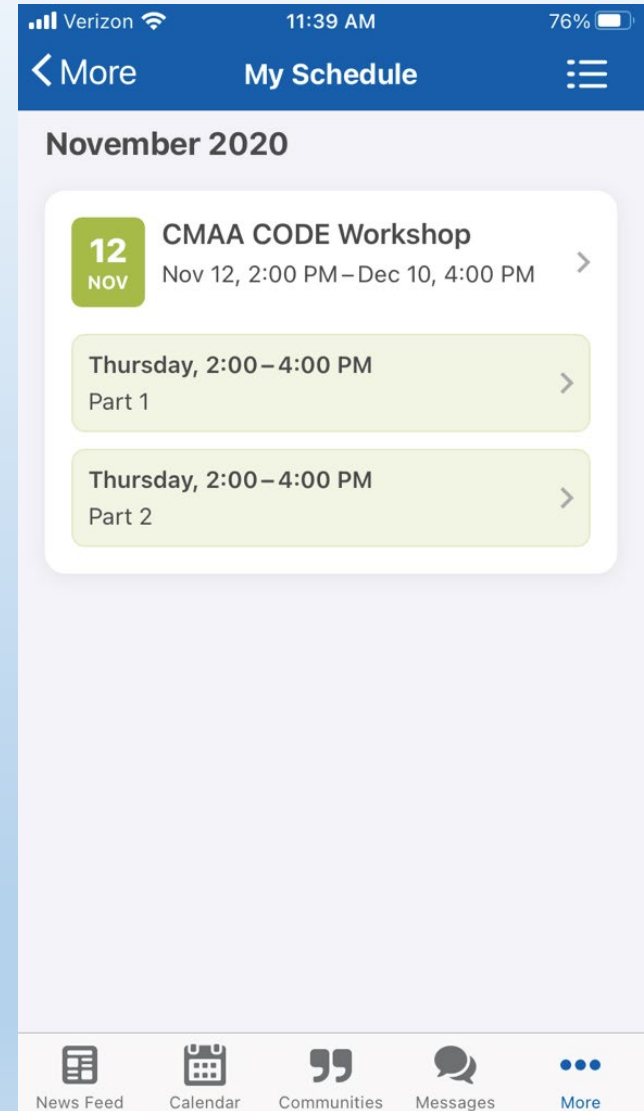 Verizon 11:39 AM 76%
More My Schedule
November 2020
12
NOV
CMAA CODE Workshop
Nov 12, 2:00 PM–Dec 10, 4:00 PM
Thursday, 2:00–4:00 PM
Part 1
Thursday, 2:00–4:00 PM
Part 2
News Feed Calendar Communities Messages More